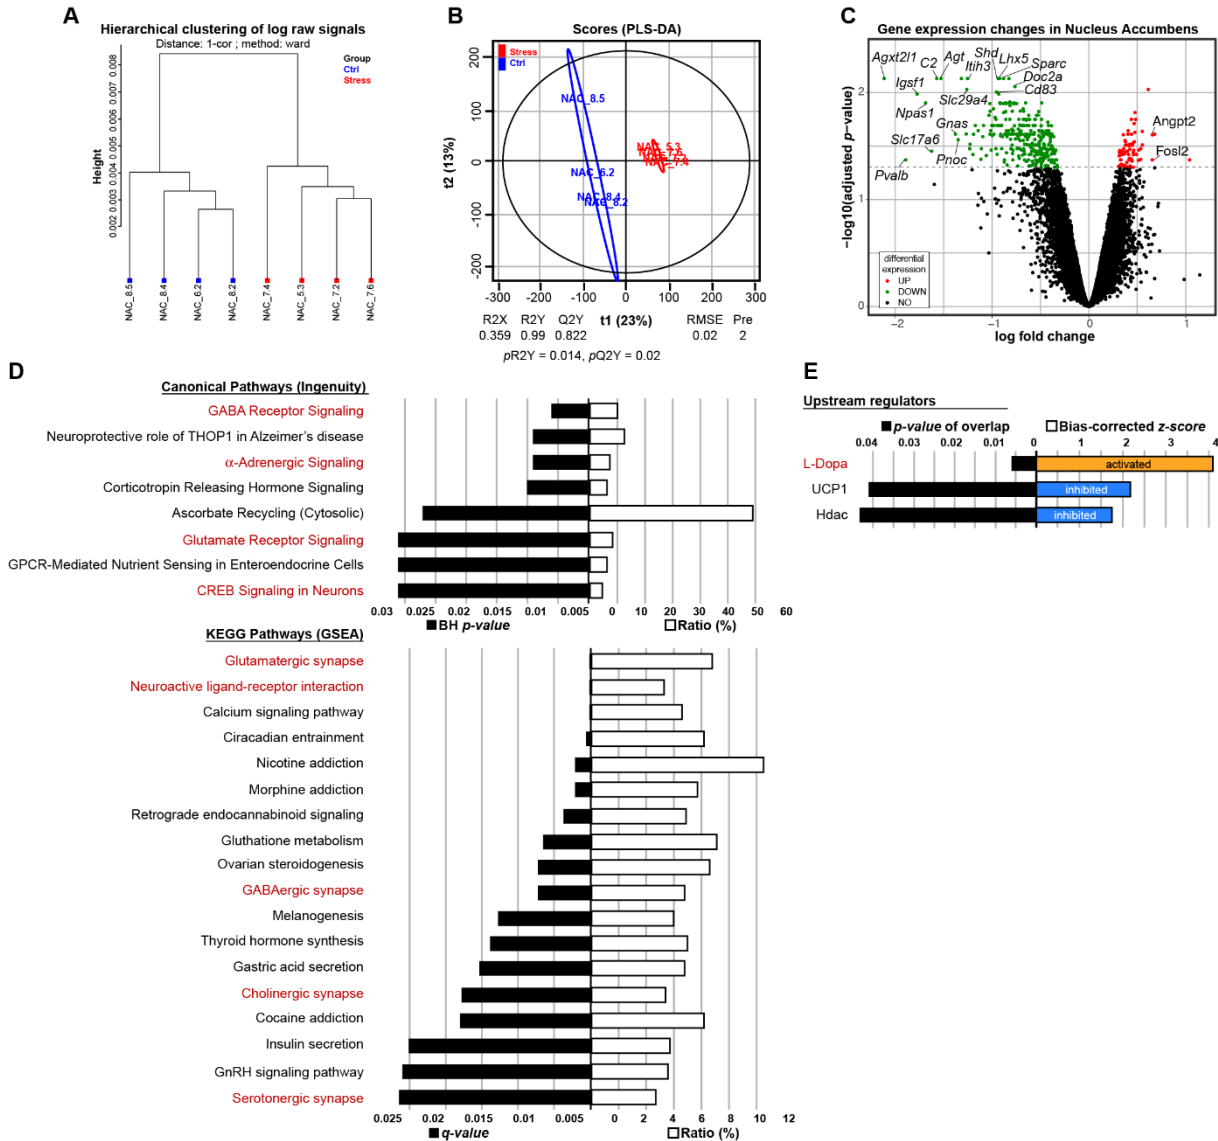 A
Hierarchical clustering of log raw signals
Distance: 1-cor ; method: ward
Group
Ctrl
Stress
Height
0.008
0.007
0.006
0.005
0.004
0.003
0.002
NAC_8.5
NAC_8.4
NAC_6.2
NAC_8.2
NAC_7.4
NAC_5.3
NAC_7.2
NAC_7.6
B
Scores (PLS-DA)
Stress
Ctrl
t2 (13%)
200
100
0
-100
-200
NAC_8.5
NAC_6.2
NAC_8.4
NAC_8.2
NAC_5.3
NAC_7.4
-300 -200 -100 0 100 200 300
R2X R2Y Q2Y t1 (23%) RMSE Pre
0.359 0.99 0.822 0.02 2
pR2Y = 0.014, pQ2Y = 0.02
C
Gene expression changes in Nucleus Accumbens
−log10(adjusted p−value)
2
1
0
Agxt2l1
C2
Agt
Itih3
Shd
Lhx5
Sparc
Doc2a
Cd83
Igsf1
Slc29a4
Npas1
Gnas
Slc17a6
Pnoc
Pvalb
Angpt2
Fosl2
differential
expression
UP
DOWN
NO
−2 −1 0 1
log fold change
D
Canonical Pathways (Ingenuity)
GABA Receptor Signaling
Neuroprotective role of THOP1 in Alzeimer's disease
α-Adrenergic Signaling
Corticotropin Releasing Hormone Signaling
Ascorbate Recycling (Cytosolic)
Glutamate Receptor Signaling
GPCR-Mediated Nutrient Sensing in Enteroendocrine Cells
CREB Signaling in Neurons
0.03 0.025 0.02 0.015 0.01 0.005 0 10 20 30 40 50 60
BH p-value Ratio (%)
KEGG Pathways (GSEA)
Glutamatergic synapse
Neuroactive ligand-receptor interaction
Calcium signaling pathway
Ciracadian entrainment
Nicotine addiction
Morphine addiction
Retrograde endocannabinoid signaling
Gluthatione metabolism
Ovarian steroidogenesis
GABAergic synapse
Melanogenesis
Thyroid hormone synthesis
Gastric acid secretion
Cholinergic synapse
Cocaine addiction
Insulin secretion
GnRH signaling pathway
Serotonergic synapse
0.025 0.02 0.015 0.01 0.005 0 2 4 6 8 10 12
q-value Ratio (%)
E
Upstream regulators
p-value of overlap Bias-corrected z-score
0.04 0.03 0.02 0.01 0 1 2 3 4
L-Dopa activated
UCP1 inhibited
Hdac inhibited